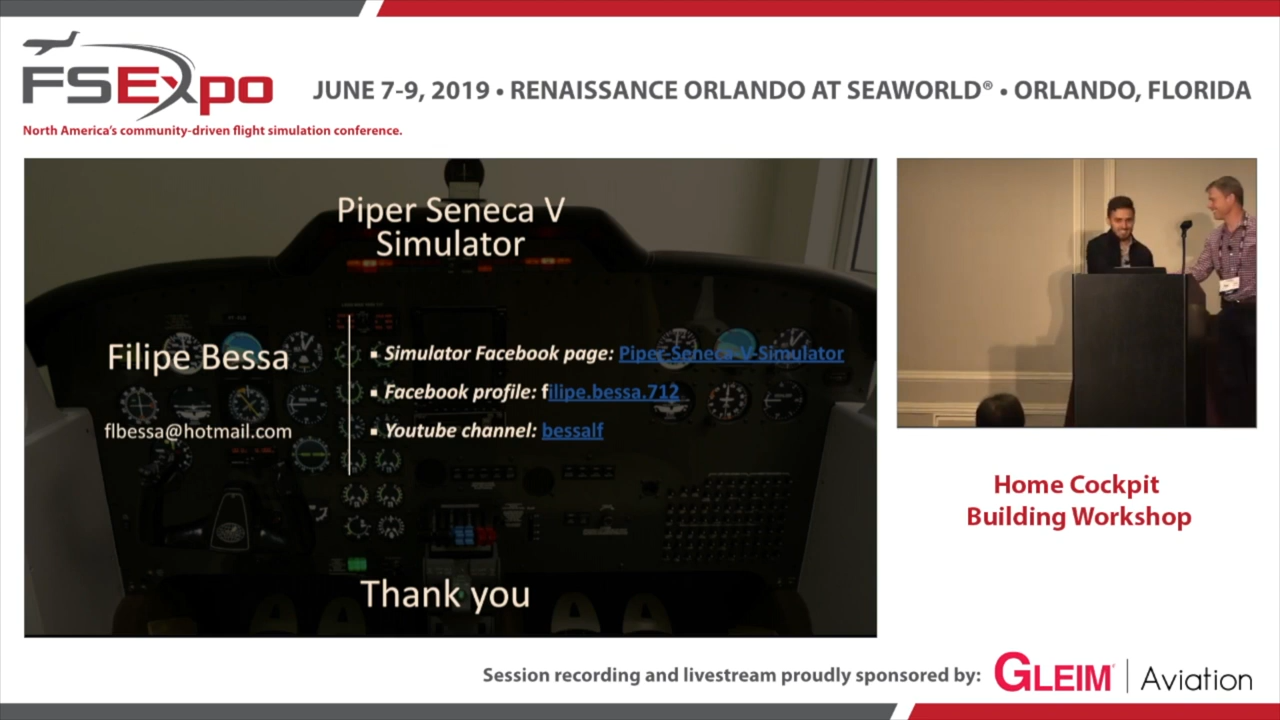 FSExpo
JUNE 7-9, 2019 • RENAISSANCE ORLANDO AT SEAWORLD® • ORLANDO, FLORIDA
North America's community-driven flight simulation conference.
Piper Seneca V
Simulator
Filipe Bessa
flbessa@hotmail.com
▪ Simulator Facebook page: Piper-Seneca-V-Simulator
▪ Facebook profile: filipe.bessa.712
▪ Youtube channel: bessalf
Thank you
Home Cockpit
Building Workshop
Session recording and livestream proudly sponsored by:
GLEIM® | Aviation